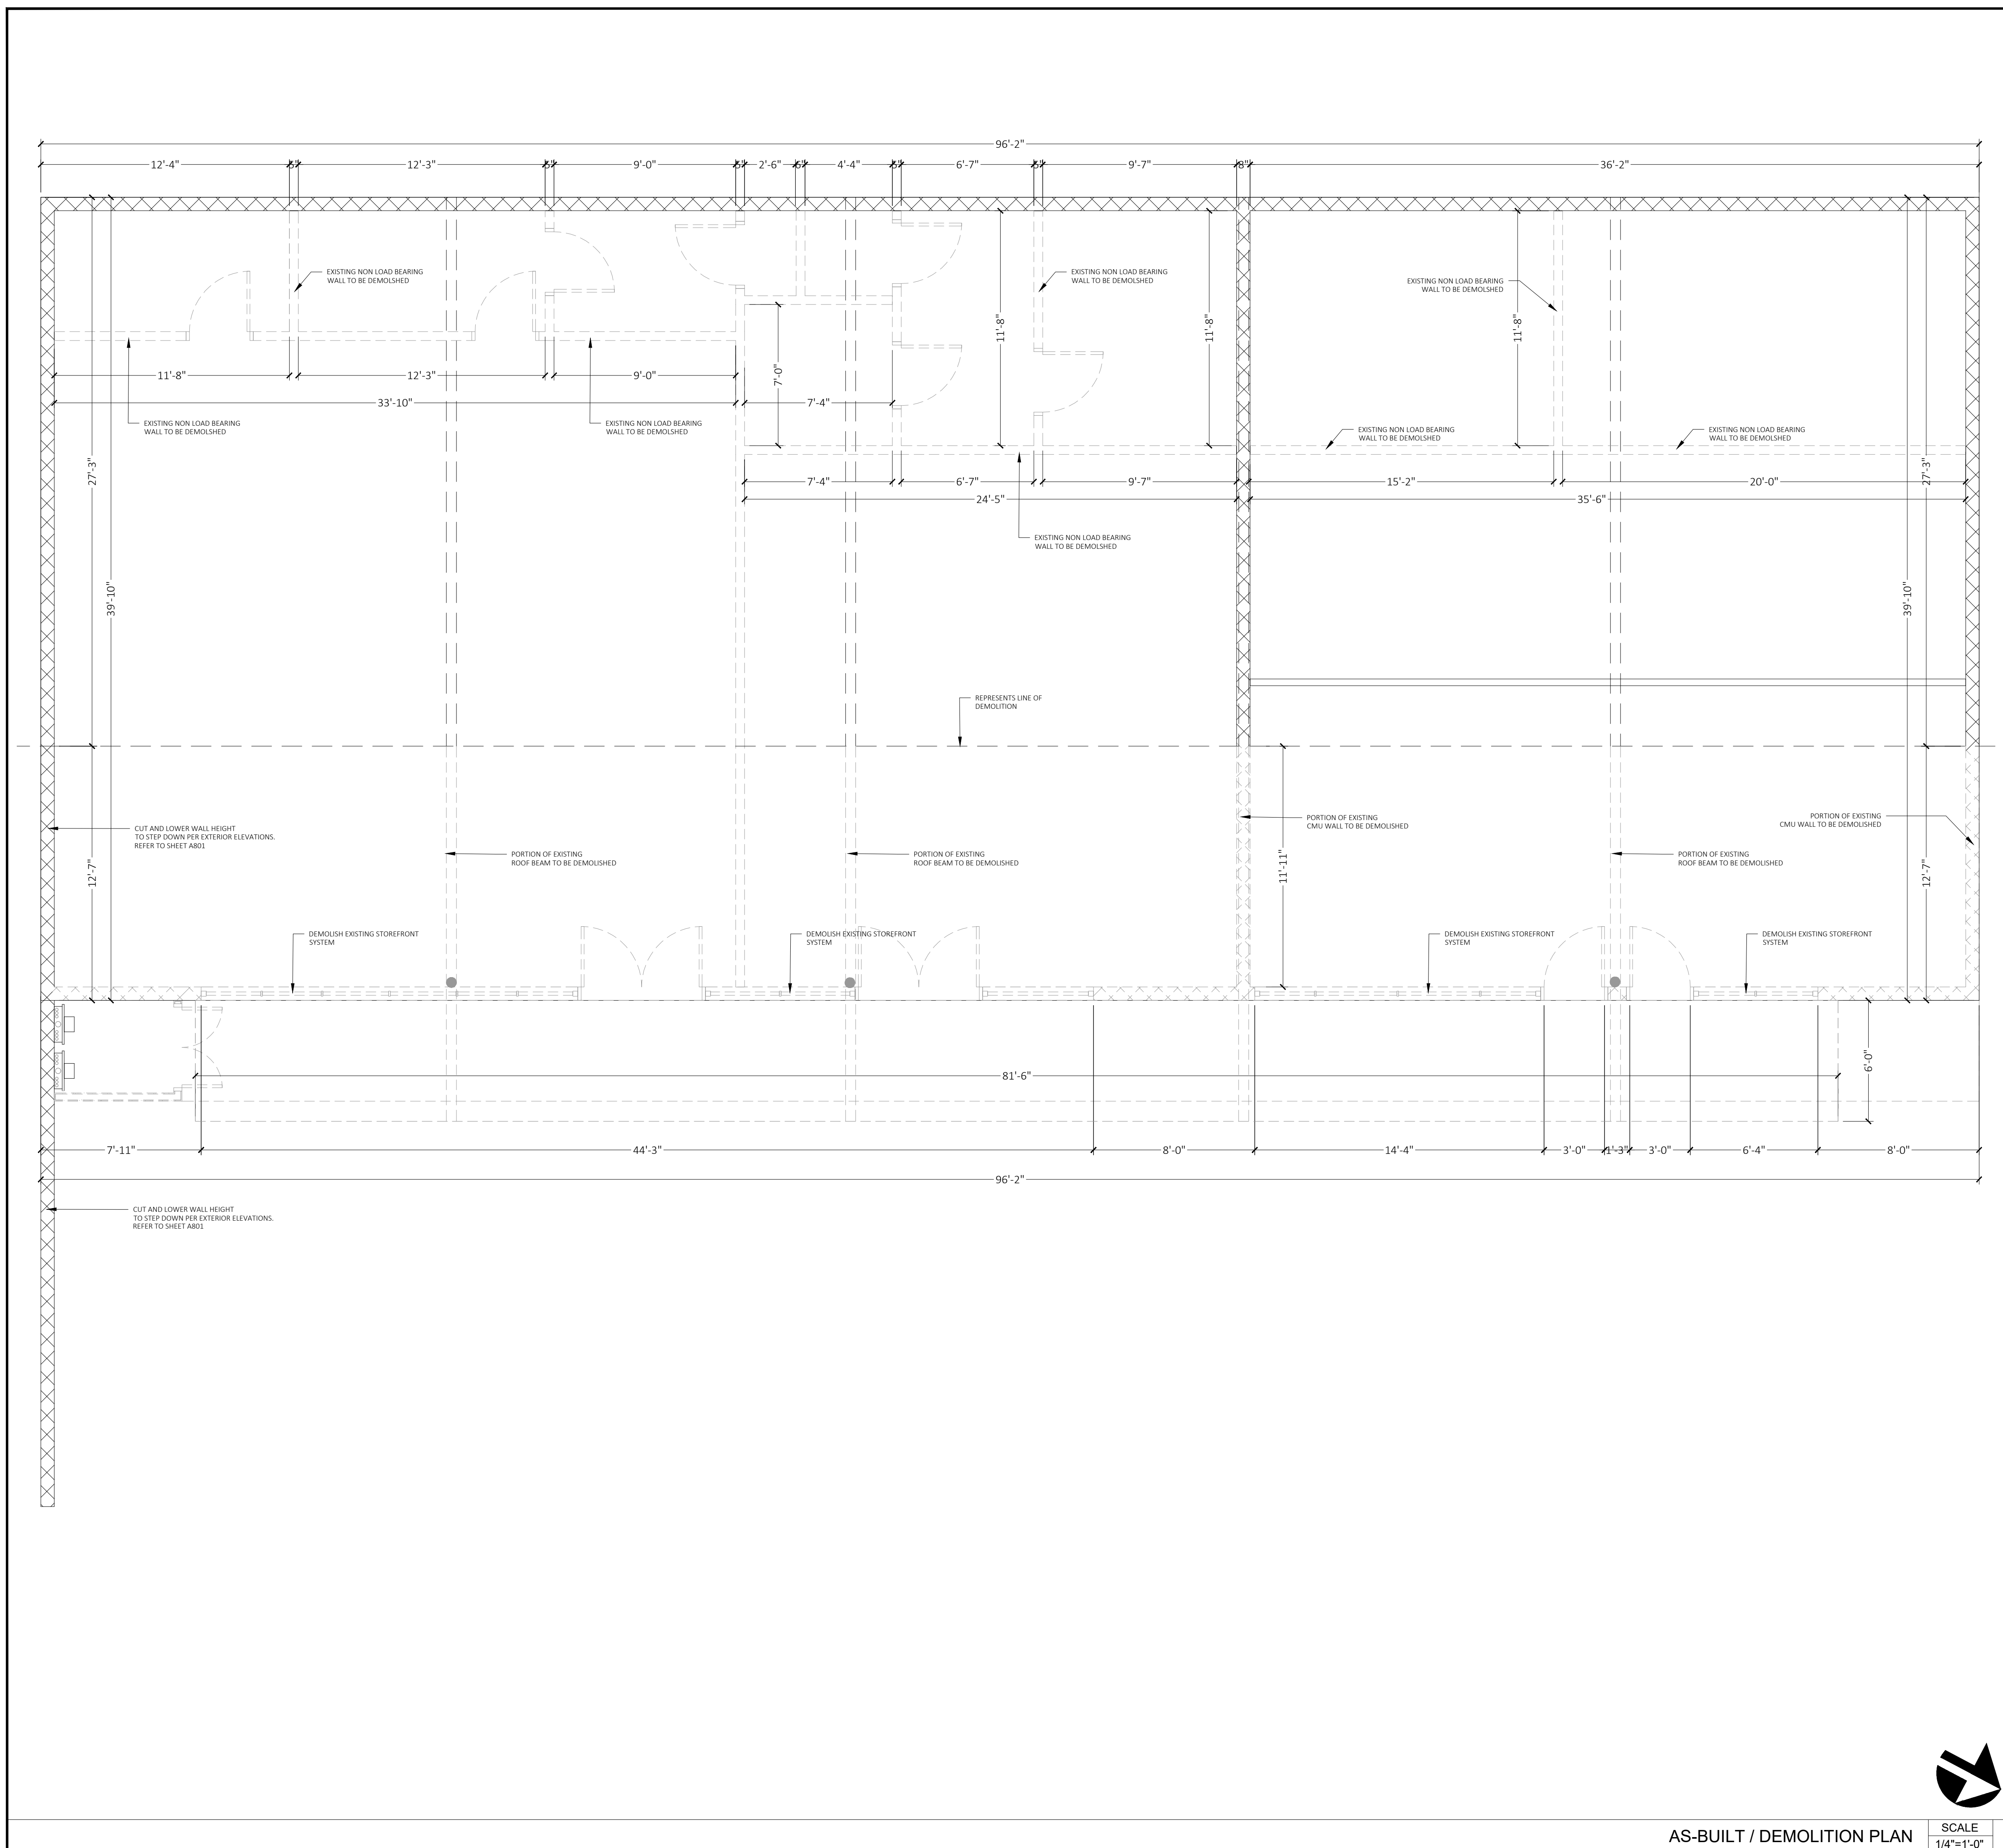 96'-2"
12'-4"
5"
12'-3"
5"
9'-0"
5"
2'-6"
5"
4'-4"
5"
6'-7"
5"
9'-7"
8"
36'-2"
EXISTING NON LOAD BEARING
WALL TO BE DEMOLSHED
EXISTING NON LOAD BEARING
WALL TO BE DEMOLSHED
EXISTING NON LOAD BEARING
WALL TO BE DEMOLSHED
11'-8"
11'-8"
11'-8"
11'-8"
12'-3"
9'-0"
7'-0"
33'-10"
7'-4"
EXISTING NON LOAD BEARING
WALL TO BE DEMOLSHED
EXISTING NON LOAD BEARING
WALL TO BE DEMOLSHED
EXISTING NON LOAD BEARING
WALL TO BE DEMOLSHED
EXISTING NON LOAD BEARING
WALL TO BE DEMOLSHED
27'-3"
27'-3"
7'-4"
6'-7"
9'-7"
15'-2"
20'-0"
24'-5"
35'-6"
EXISTING NON LOAD BEARING
WALL TO BE DEMOLSHED
39'-10"
39'-10"
REPRESENTS LINE OF
DEMOLITION
CUT AND LOWER WALL HEIGHT
TO STEP DOWN PER EXTERIOR ELEVATIONS.
REFER TO SHEET A801
PORTION OF EXISTING
CMU WALL TO BE DEMOLISHED
PORTION OF EXISTING
CMU WALL TO BE DEMOLISHED
12'-7"
PORTION OF EXISTING
ROOF BEAM TO BE DEMOLISHED
PORTION OF EXISTING
ROOF BEAM TO BE DEMOLISHED
11'-11"
PORTION OF EXISTING
ROOF BEAM TO BE DEMOLISHED
12'-7"
DEMOLISH EXISTING STOREFRONT
SYSTEM
DEMOLISH EXISTING STOREFRONT
SYSTEM
DEMOLISH EXISTING STOREFRONT
SYSTEM
DEMOLISH EXISTING STOREFRONT
SYSTEM
81'-6"
6'-0"
7'-11"
44'-3"
8'-0"
14'-4"
3'-0"
1'-3"
3'-0"
6'-4"
8'-0"
96'-2"
CUT AND LOWER WALL HEIGHT
TO STEP DOWN PER EXTERIOR ELEVATIONS.
REFER TO SHEET A801
AS-BUILT / DEMOLITION PLAN
SCALE
1/4"=1'-0"